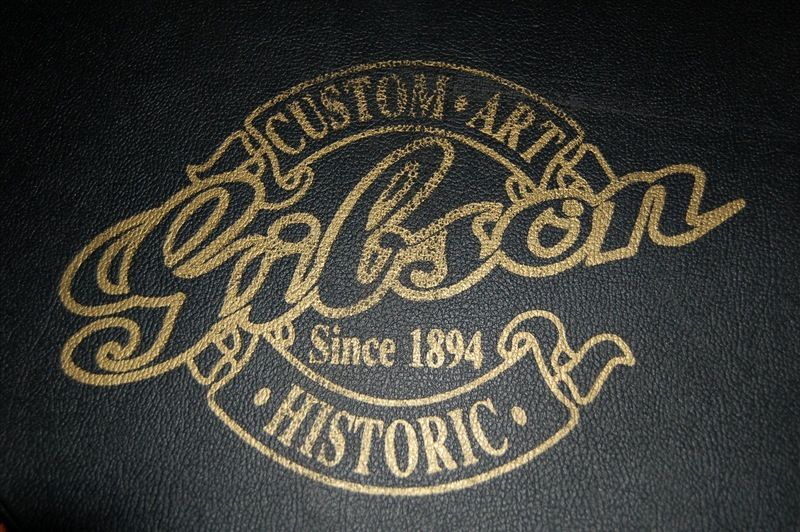 CUSTOM · ART
Gibson
Since 1894
· HISTORIC ·